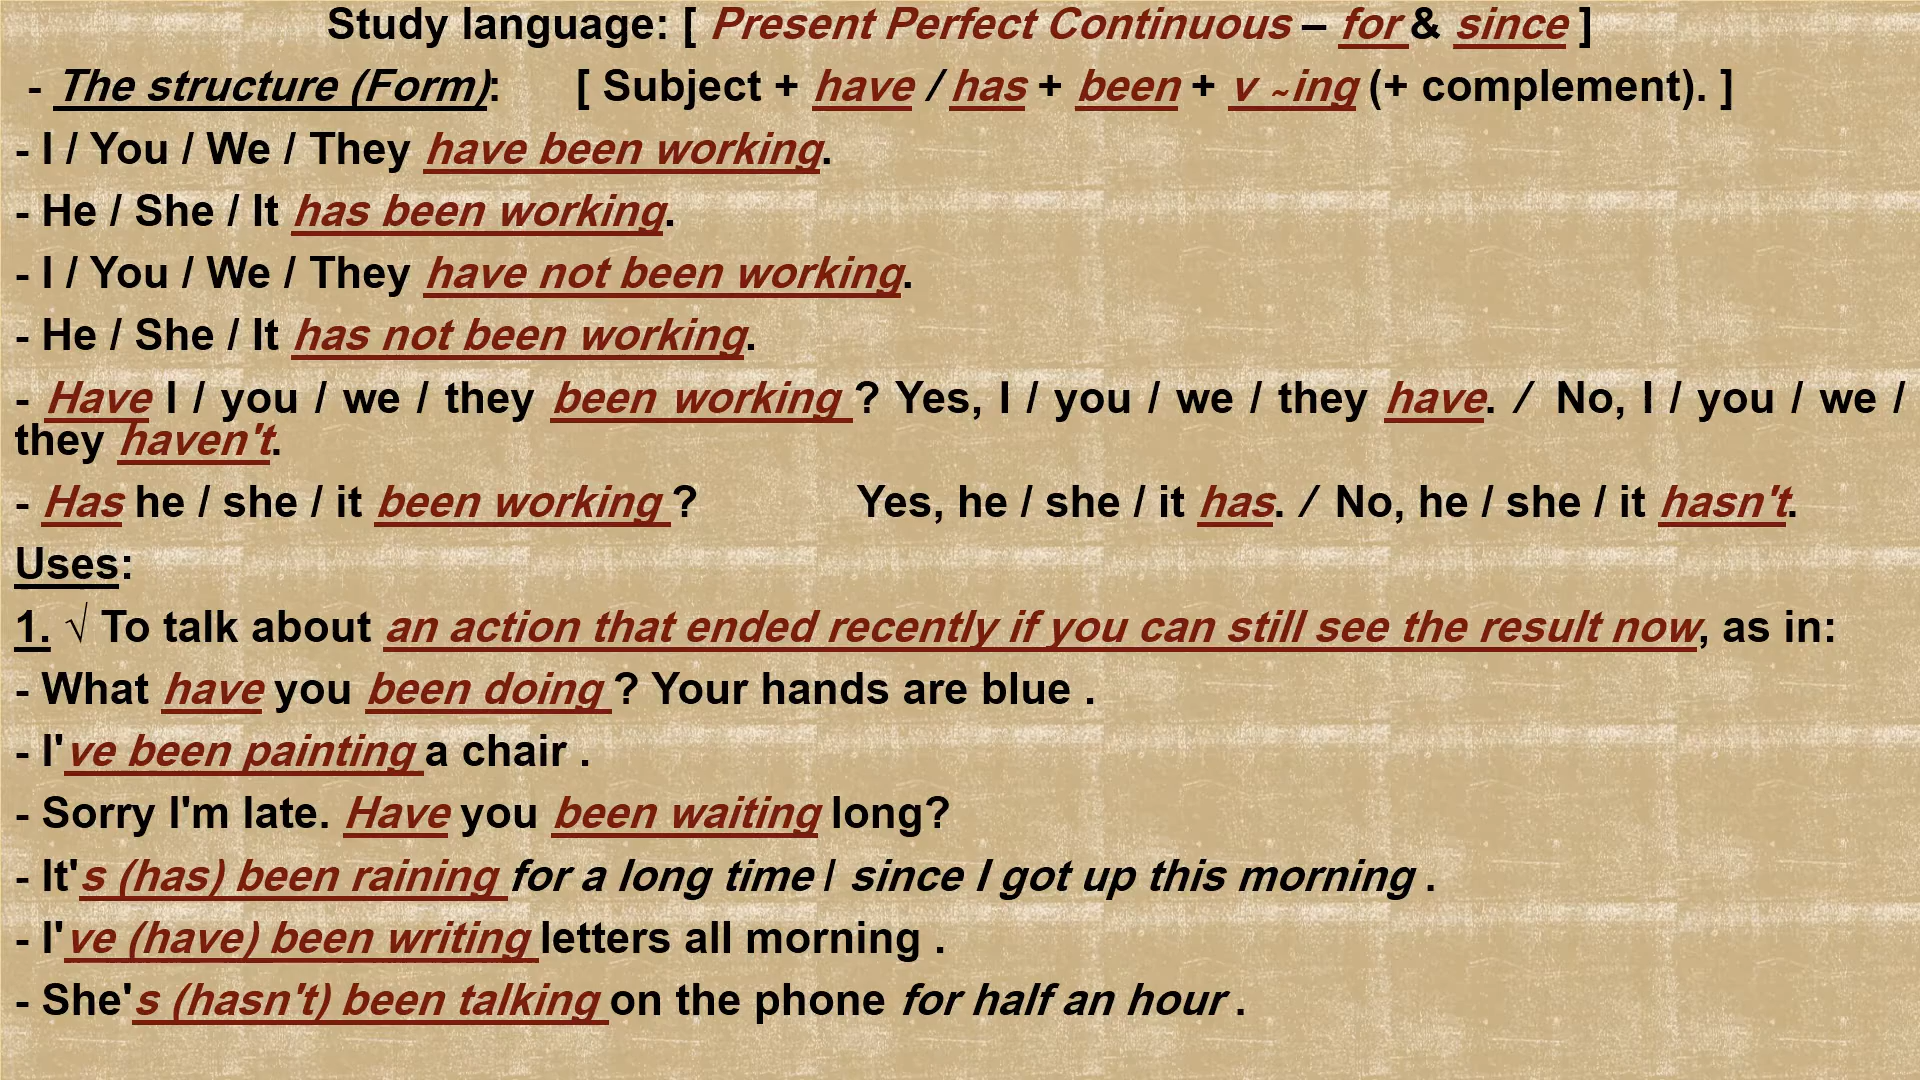 Study language: [ Present Perfect Continuous – for & since ]
- The structure (Form): [ Subject + have / has + been + v ~ing (+ complement). ]
- I / You / We / They have been working.
- He / She / It has been working.
- I / You / We / They have not been working.
- He / She / It has not been working.
- Have I / you / we / they been working ? Yes, I / you / we / they have. / No, I / you / we /
they haven't.
- Has he / she / it been working ? Yes, he / she / it has. / No, he / she / it hasn't.
Uses:
1. √ To talk about an action that ended recently if you can still see the result now, as in:
- What have you been doing ? Your hands are blue .
- I've been painting a chair .
- Sorry I'm late. Have you been waiting long?
- It's (has) been raining for a long time / since I got up this morning .
- I've (have) been writing letters all morning .
- She's (hasn't) been talking on the phone for half an hour .